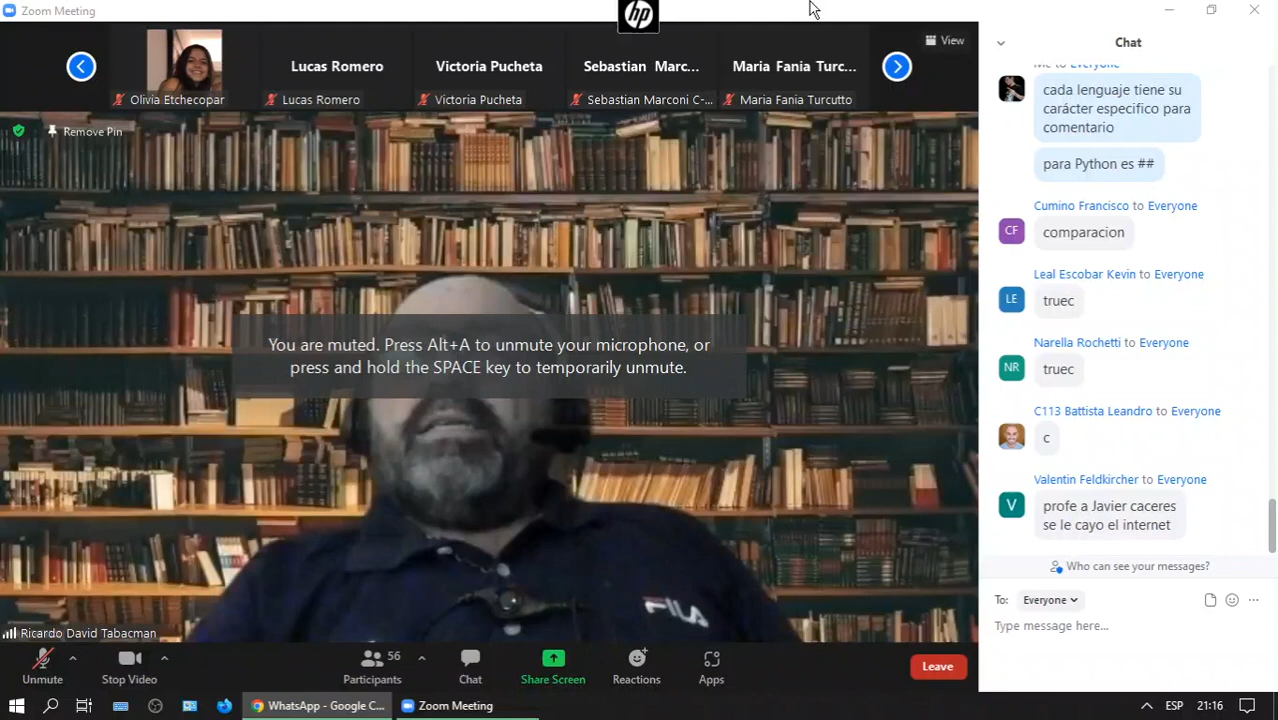 Zoom Meeting
hp
View
Lucas Romero
Victoria Pucheta
Sebastian Marc...
Maria Fania Turc...
Olivia Etchecopar
Lucas Romero
Victoria Pucheta
Sebastian Marconi C-...
Maria Fania Turcutto
Remove Pin
You are muted. Press Alt+A to unmute your microphone, or
press and hold the SPACE key to temporarily unmute.
FILA
Ricardo David Tabacman
Unmute
Stop Video
56
Participants
Chat
Share Screen
Reactions
Apps
Leave
Chat
Me to Everyone
cada lenguaje tiene su
carácter especifico para
comentario
para Python es ##
Cumino Francisco to Everyone
CF
comparacion
Leal Escobar Kevin to Everyone
LE
truec
Narella Rochetti to Everyone
NR
truec
C113 Battista Leandro to Everyone
c
Valentin Feldkircher to Everyone
V
profe a Javier caceres
se le cayo el internet
Who can see your messages?
To: Everyone
Type message here...
WhatsApp - Google C...
Zoom Meeting
ESP
21:16